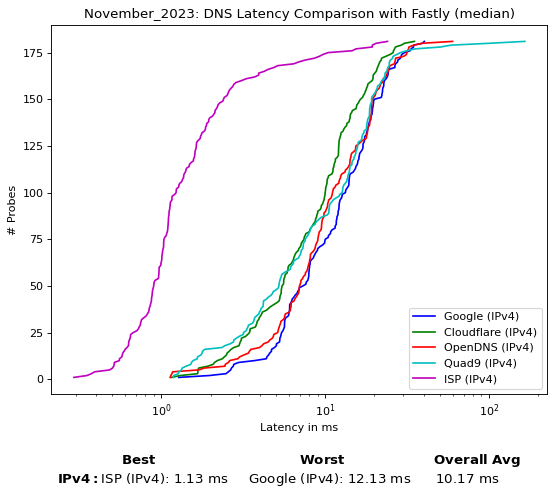 November_2023: DNS Latency Comparison with Fastly (median)
175
150
125
100
75
50
25
0
# Probes
Google (IPv4)
Cloudflare (IPv4)
OpenDNS (IPv4)
Quad9 (IPv4)
ISP (IPv4)
10⁰ 10¹ 10²
Latency in ms
Best Worst Overall Avg
IPv4: ISP (IPv4): 1.13 ms Google (IPv4): 12.13 ms 10.17 ms